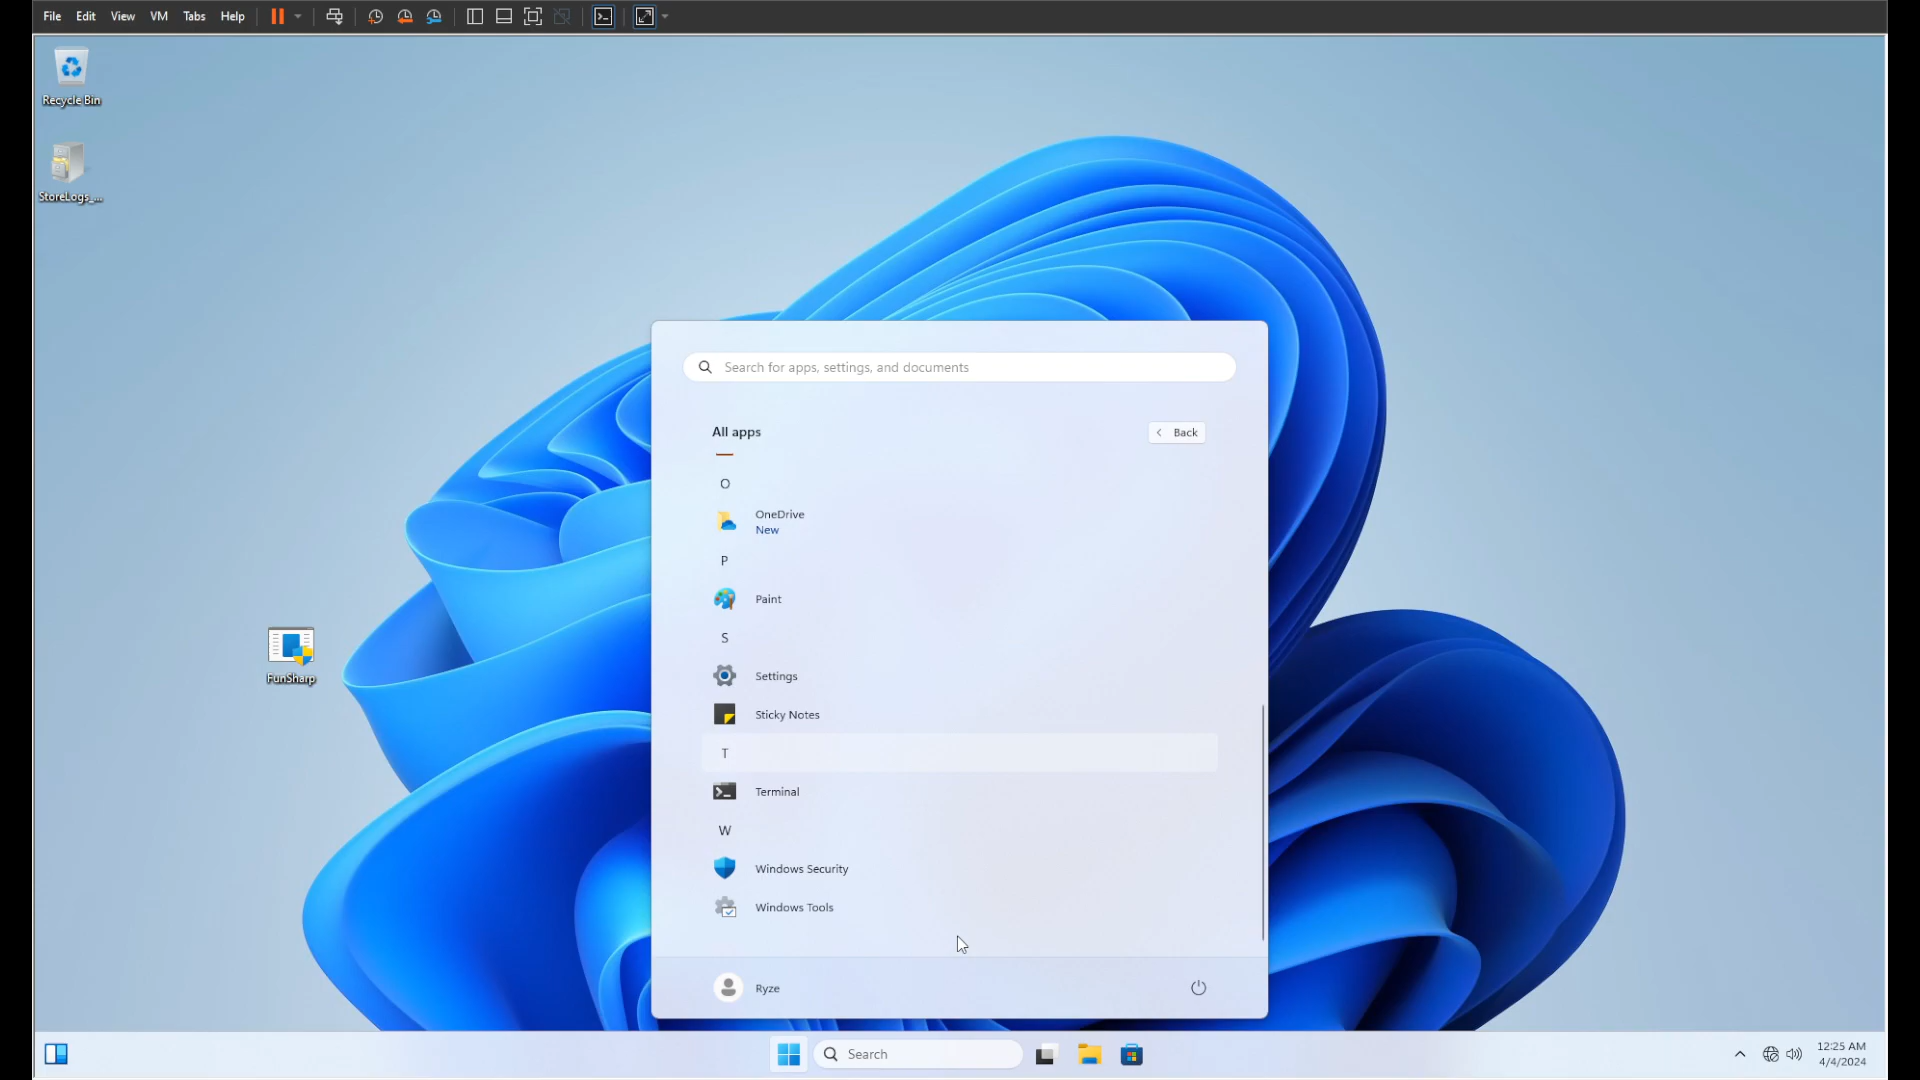 File Edit View VM Tabs Help
Recycle Bin
StoreLogs_...
FunSharp
Search for apps, settings, and documents
All apps
Back
O
OneDrive
New
P
Paint
S
Settings
Sticky Notes
T
Terminal
W
Windows Security
Windows Tools
Ryze
Search
12:25 AM
4/4/2024